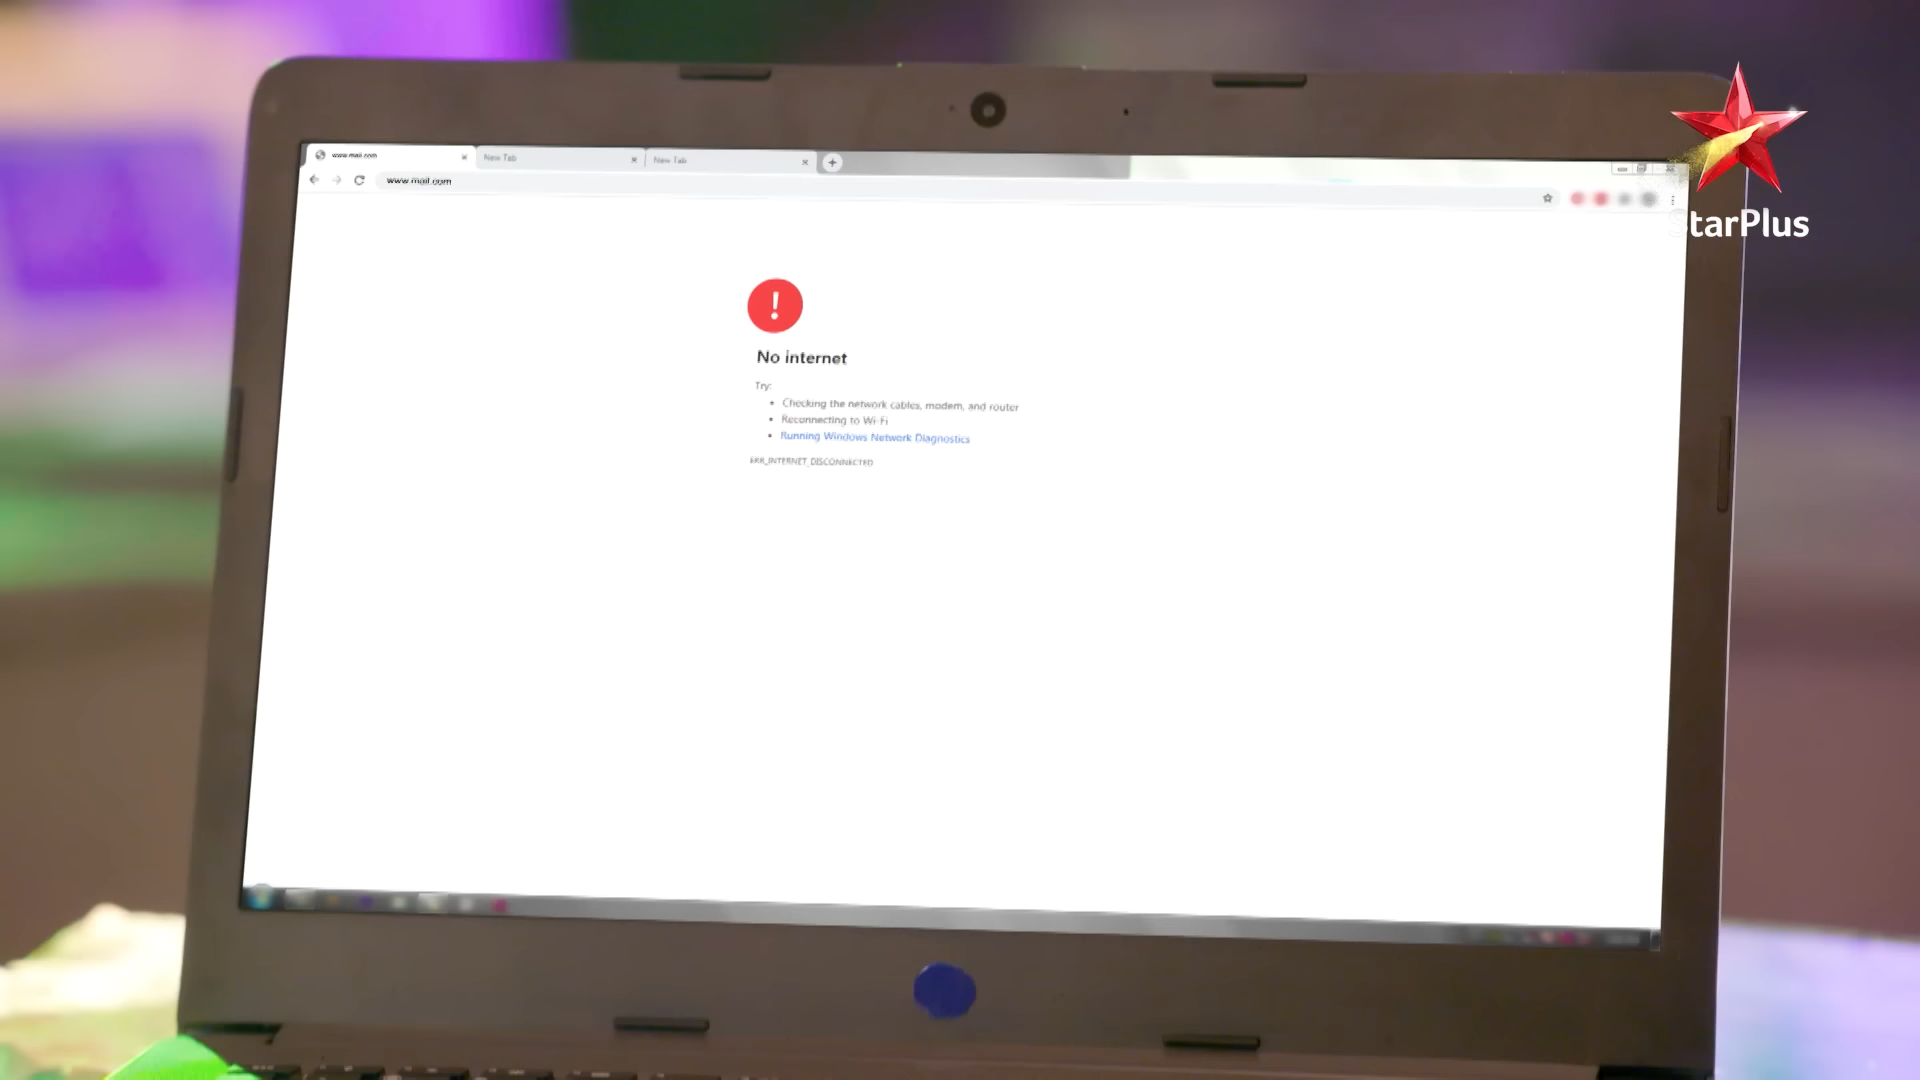 www.mail.com
New Tab
New Tab
www.mail.com
StarPlus
No internet
Try:
Checking the network cables, modem, and router
Reconnecting to Wi-Fi
Running Windows Network Diagnostics
ERR_INTERNET_DISCONNECTED